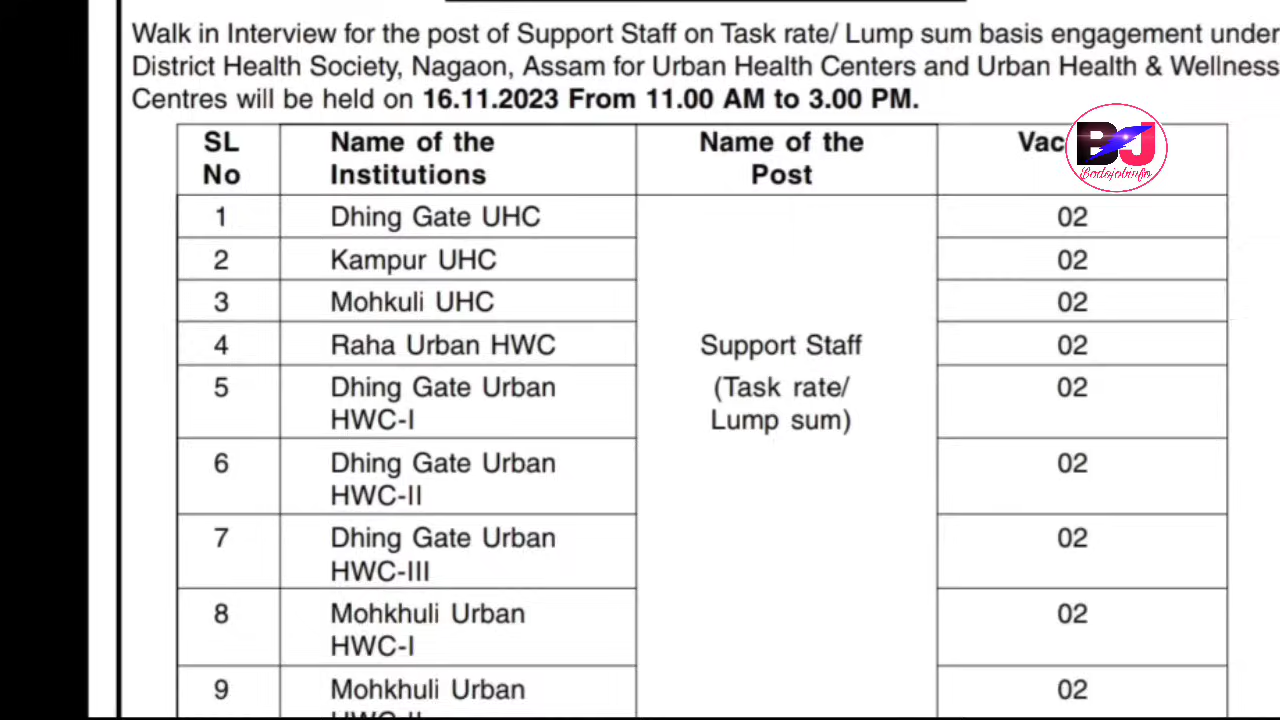 Walk in Interview for the post of Support Staff on Task rate/ Lump sum basis engagement under
District Health Society, Nagaon, Assam for Urban Health Centers and Urban Health & Wellness
Centres will be held on 16.11.2023 From 11.00 AM to 3.00 PM.
SL No Name of the Institutions Name of the Post
BJ
Bodojobinfo
1 Dhing Gate UHC 02
2 Kampur UHC 02
3 Mohkuli UHC 02
4 Raha Urban HWC Support Staff 02
5 Dhing Gate Urban (Task rate/ 02
HWC-I Lump sum)
6 Dhing Gate Urban 02
HWC-II
7 Dhing Gate Urban 02
HWC-III
8 Mohkhuli Urban 02
HWC-I
9 Mohkhuli Urban 02